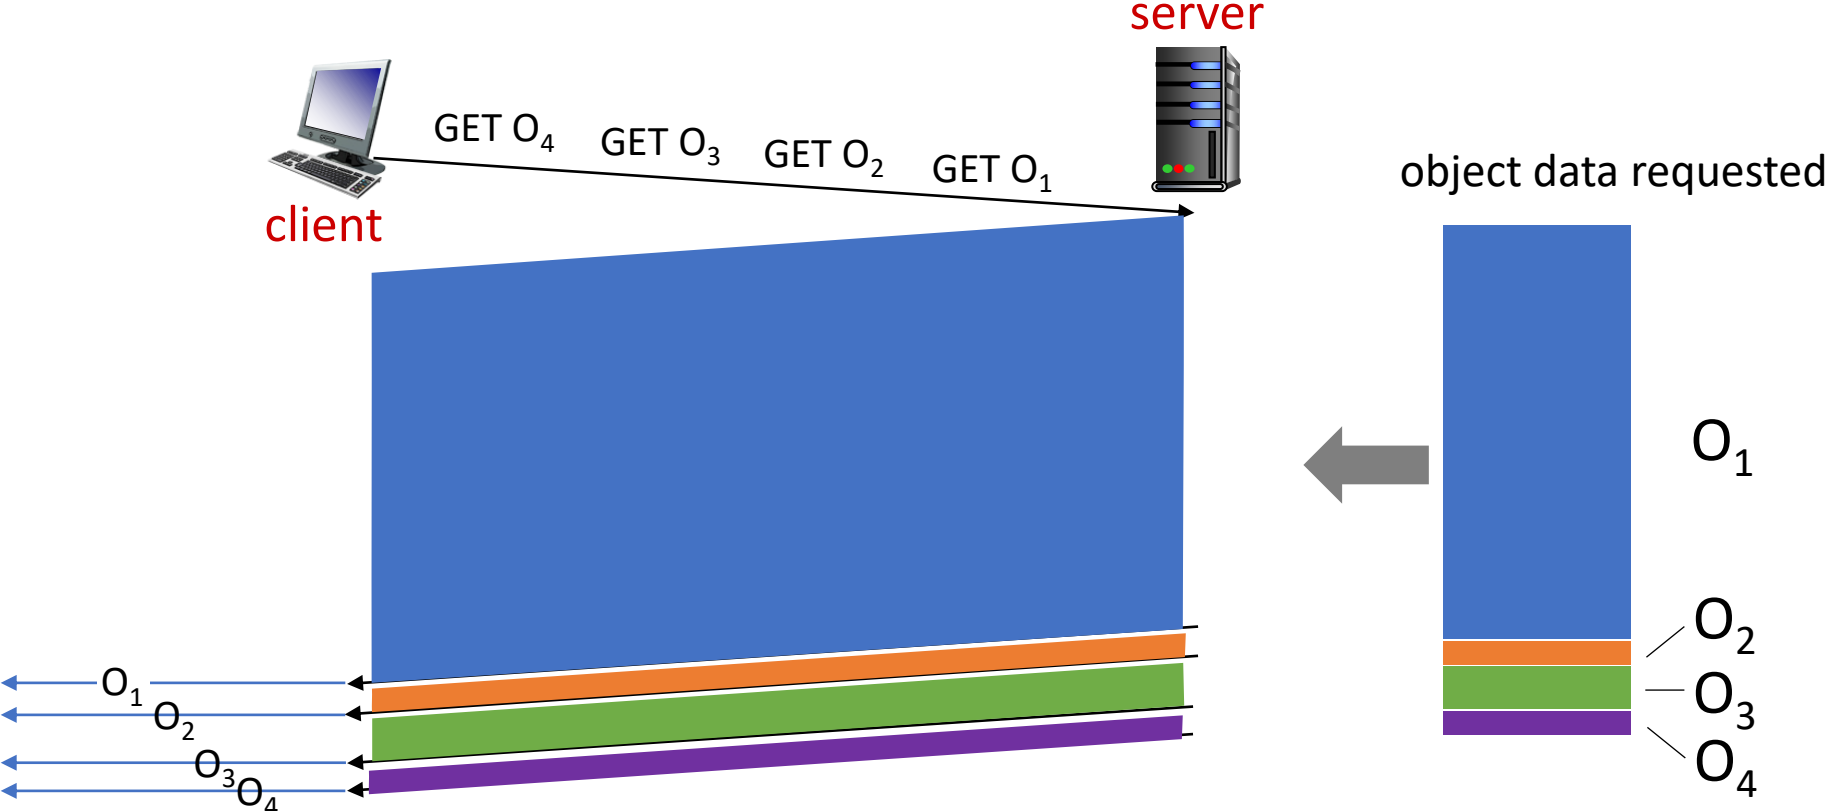 server
GET O₄ GET O₃ GET O₂ GET O₁
object data requested
client
O₁
O₂
O₃
O₄
O₁
O₂
O₃
O₄